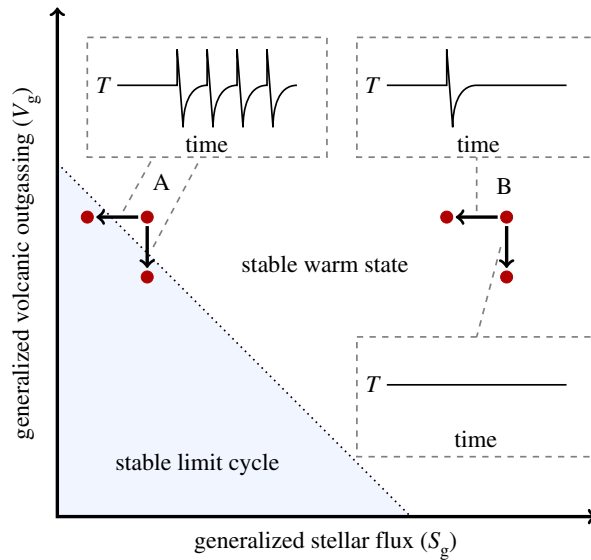 T
time
T
time
A
B
stable warm state
T
time
stable limit cycle
generalized volcanic outgassing (Vg)
generalized stellar flux (Sg)